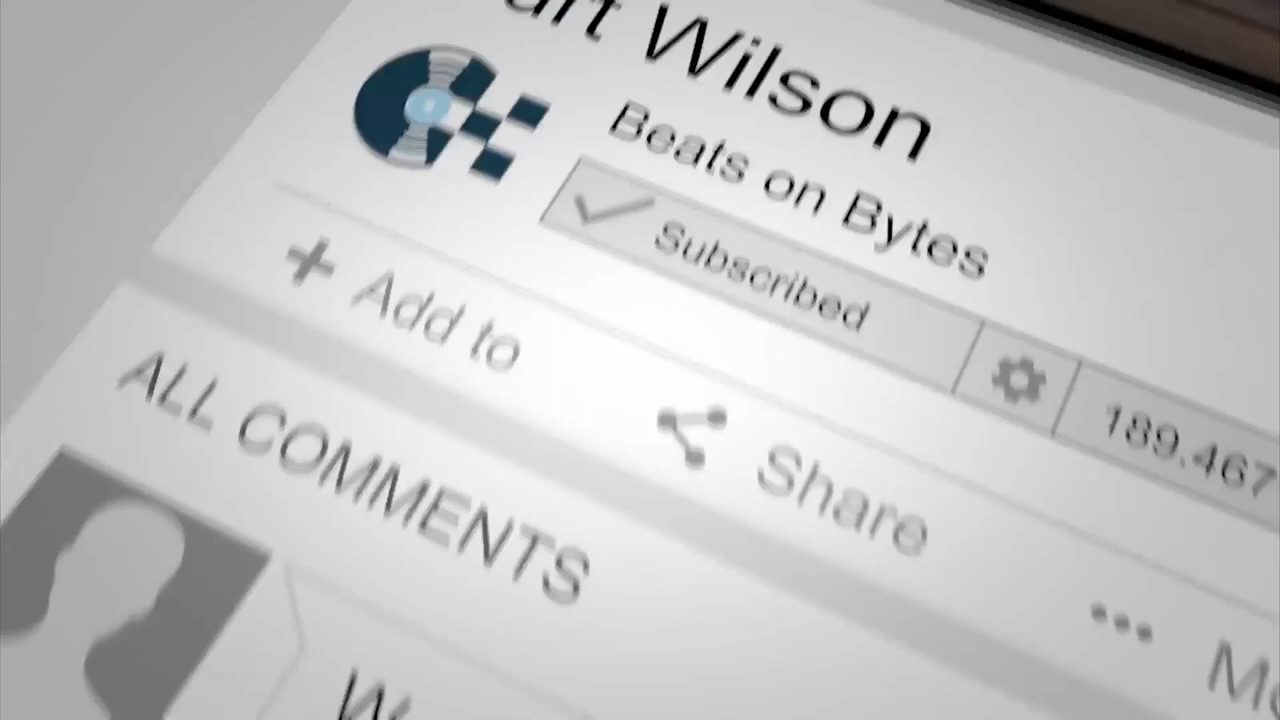 Wilson
Beats on Bytes
Subscribed
189.467
Add to
Share
ALL COMMENTS